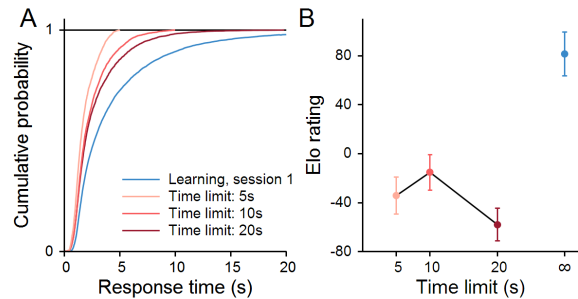 A
Cumulative probability
1
0
Learning, session 1
Time limit: 5s
Time limit: 10s
Time limit: 20s
0 5 10 15 20
Response time (s)
B
Elo rating
80
40
0
-40
-80
5 10 20 ∞
Time limit (s)